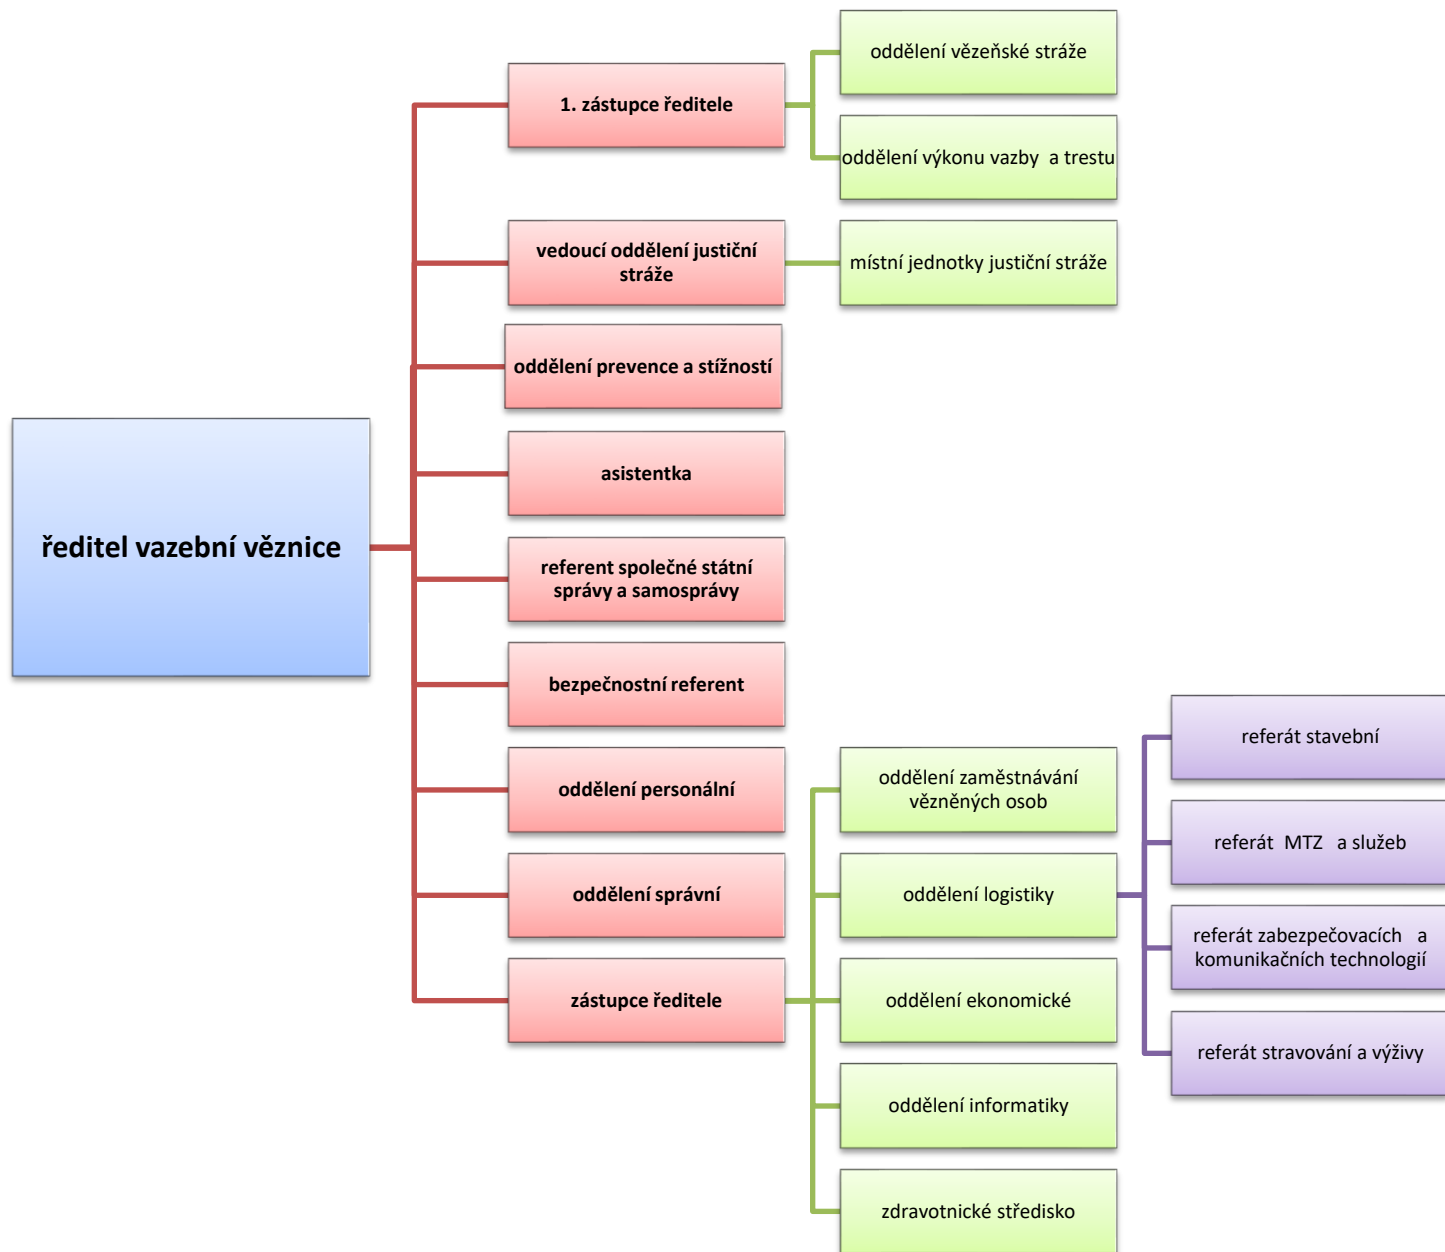 ředitel vazební věznice
1. zástupce ředitele
oddělení vězeňské stráže
oddělení výkonu vazby a trestu
vedoucí oddělení justiční
stráže
místní jednotky justiční stráže
oddělení prevence a stížností
asistentka
referent společné státní
správy a samosprávy
bezpečnostní referent
oddělení personální
oddělení správní
zástupce ředitele
oddělení zaměstnávání
vězněných osob
oddělení logistiky
referát stavební
referát MTZ a služeb
referát zabezpečovacích a
komunikačních technologií
referát stravování a výživy
oddělení ekonomické
oddělení informatiky
zdravotnické středisko